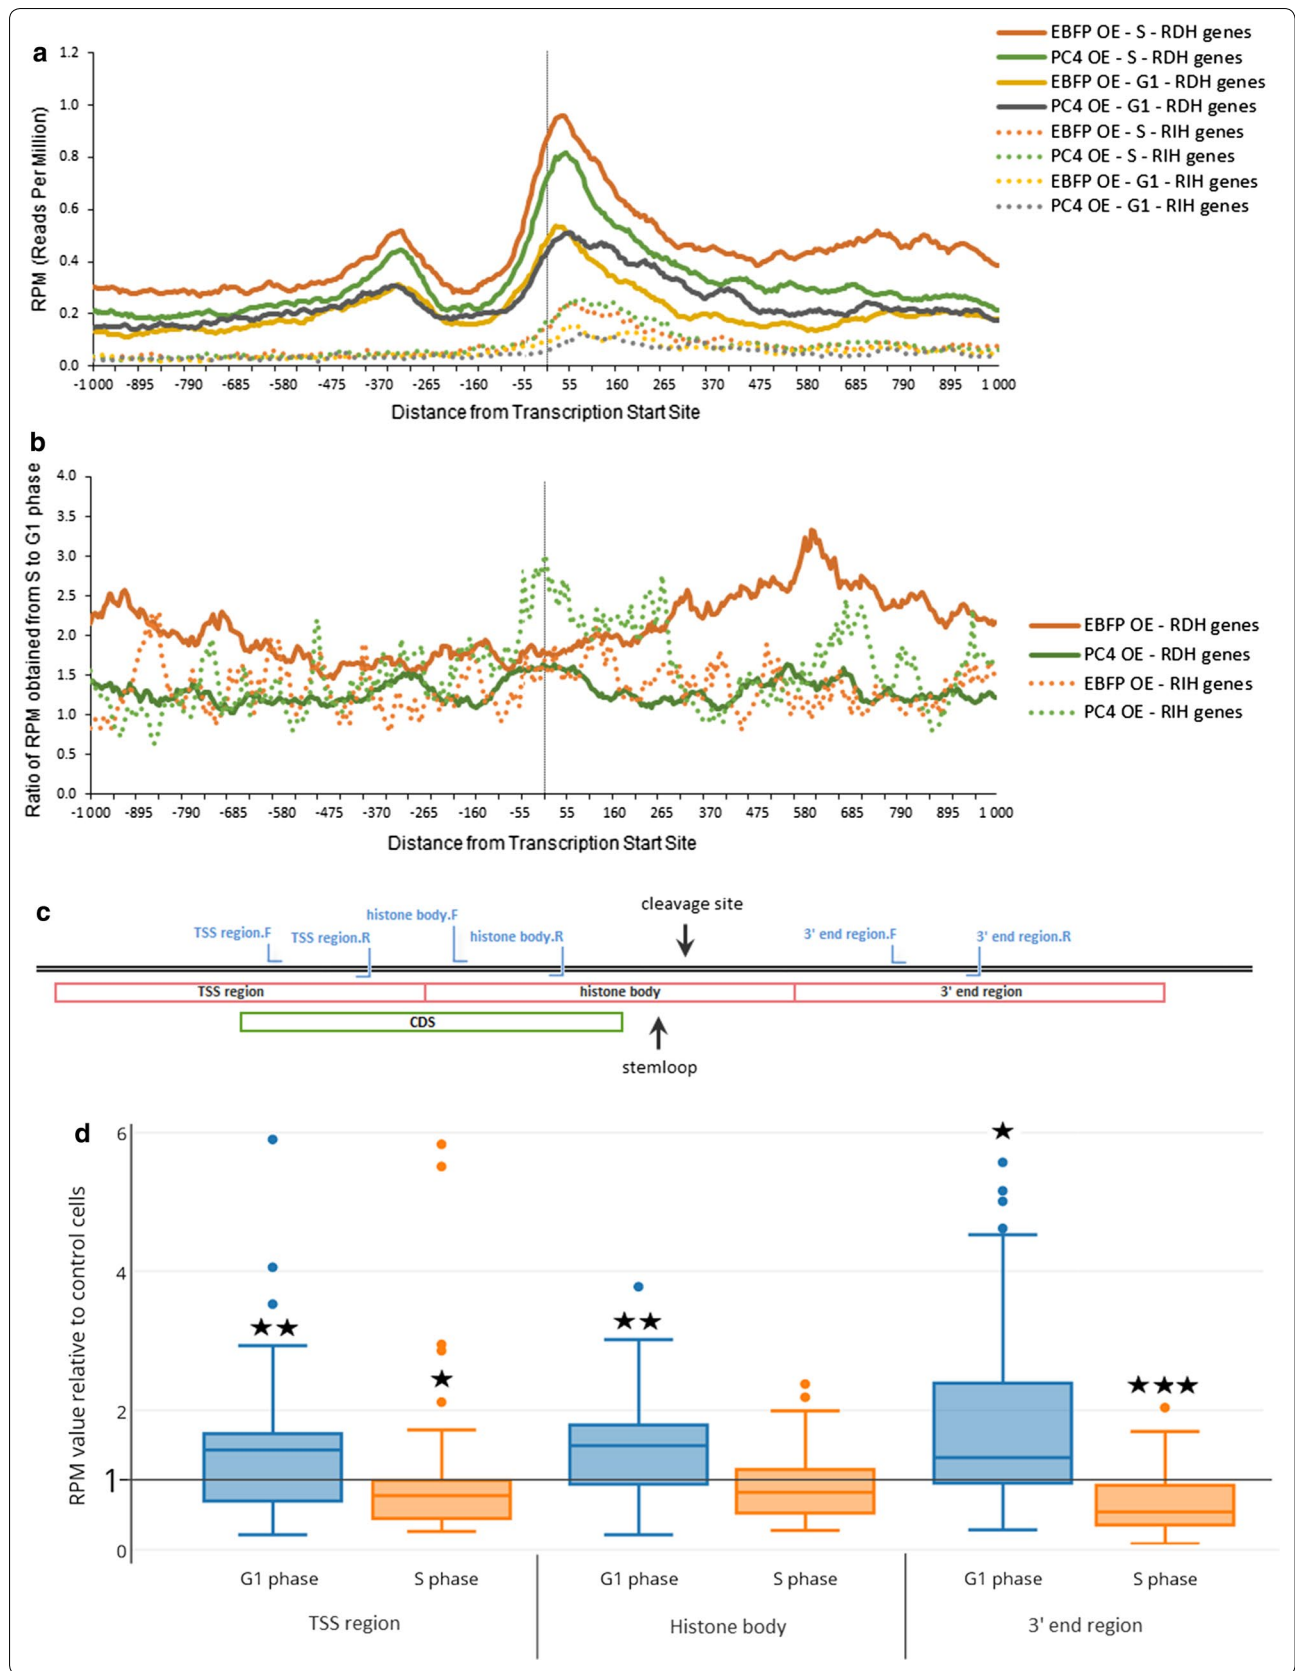 a
EBFP OE - S - RDH genes
PC4 OE - S - RDH genes
EBFP OE - G1 - RDH genes
PC4 OE - G1 - RDH genes
EBFP OE - S - RIH genes
PC4 OE - S - RIH genes
EBFP OE - G1 - RIH genes
PC4 OE - G1 - RIH genes
RPM (Reads Per Million)
1.2
1.0
0.8
0.6
0.4
0.2
0.0
-1 000 -895 -790 -685 -580 -475 -370 -265 -160 -55 55 160 265 370 475 580 685 790 895 1 000
Distance from Transcription Start Site
b
Ratio of RPM obtained from S to G1 phase
4.0
3.5
3.0
2.5
2.0
1.5
1.0
0.5
0.0
EBFP OE - RDH genes
PC4 OE - RDH genes
EBFP OE - RIH genes
PC4 OE - RIH genes
-1 000 -895 -790 -685 -580 -475 -370 -265 -160 -55 55 160 265 370 475 580 685 790 895 1 000
Distance from Transcription Start Site
c
cleavage site
TSS region.F TSS region.R histone body.F histone body.R 3' end region.F 3' end region.R
TSS region histone body 3' end region
CDS
stemloop
d
RPM value relative to control cells
6
4
2
1
0
★★ ★ ★★ ★ ★★★
G1 phase S phase G1 phase S phase G1 phase S phase
TSS region Histone body 3' end region